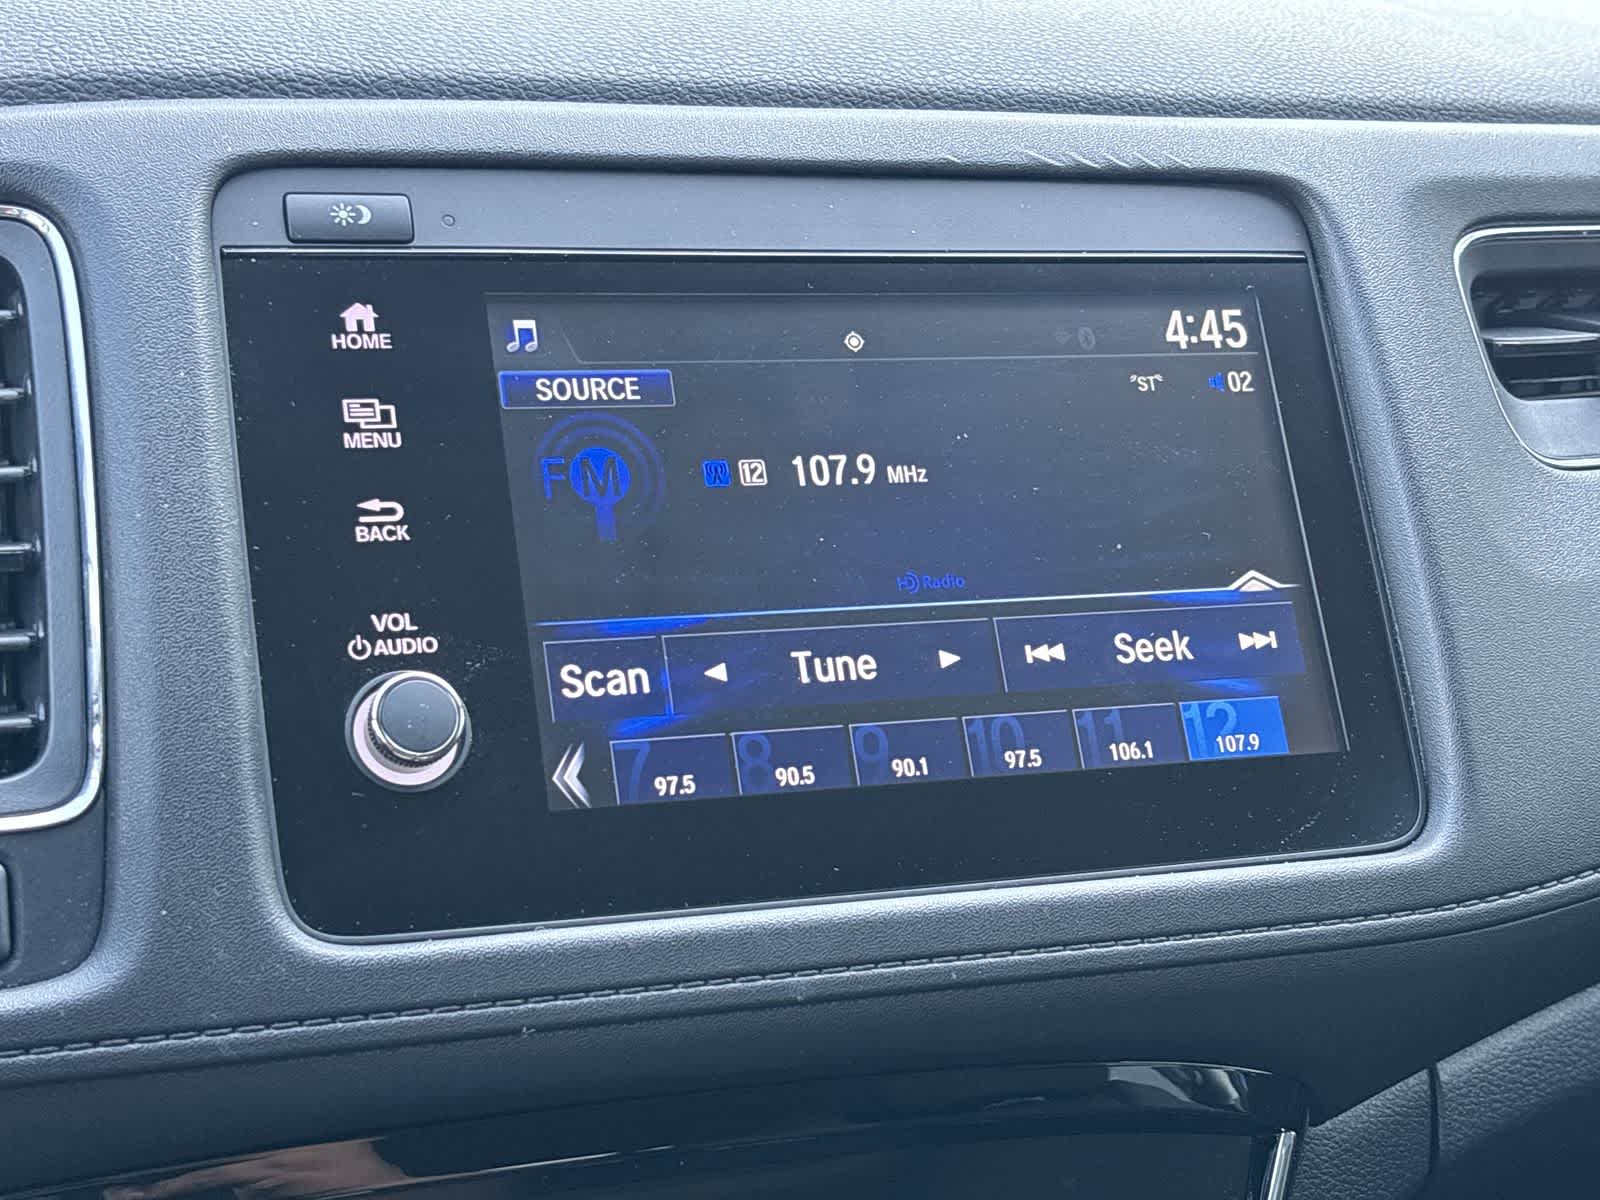 HOME
MENU
BACK
VOL
AUDIO
4:45
SOURCE
ST
02
FM
12 107.9 MHz
HD Radio
Scan Tune Seek
7 97.5
8 90.5
9 90.1
10 97.5
11 106.1
12 107.9